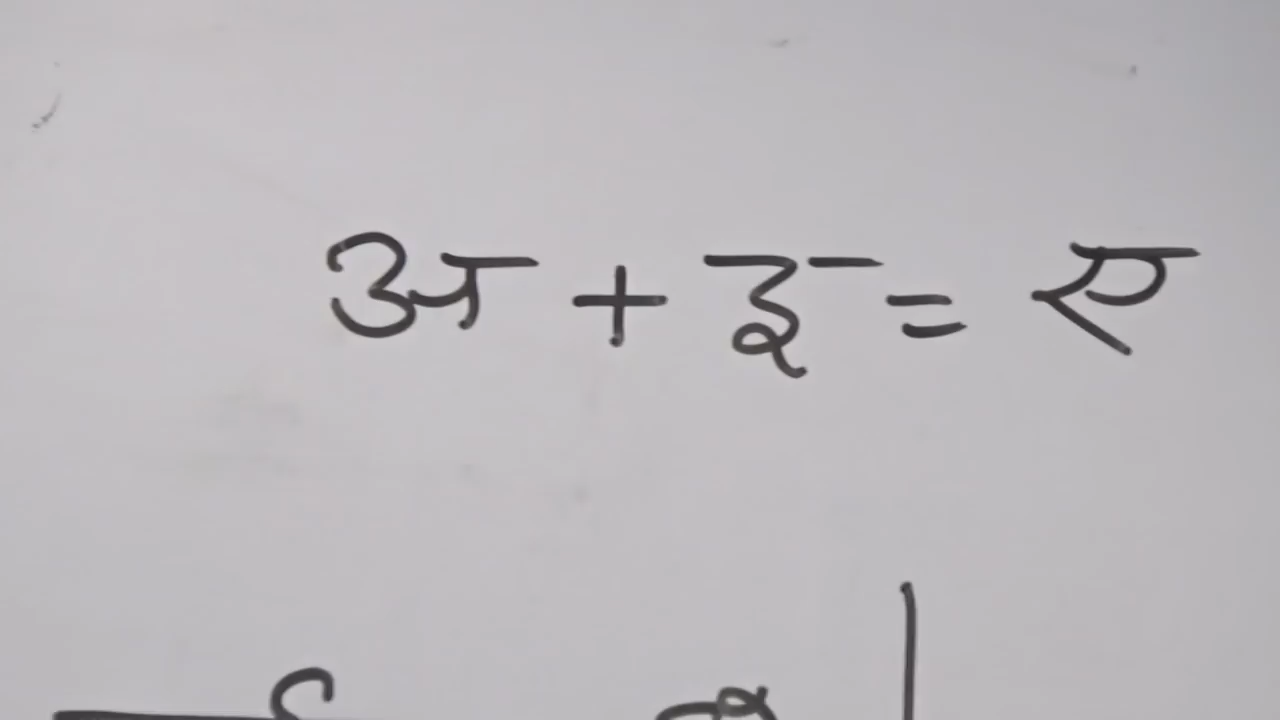 अ + इ = ए